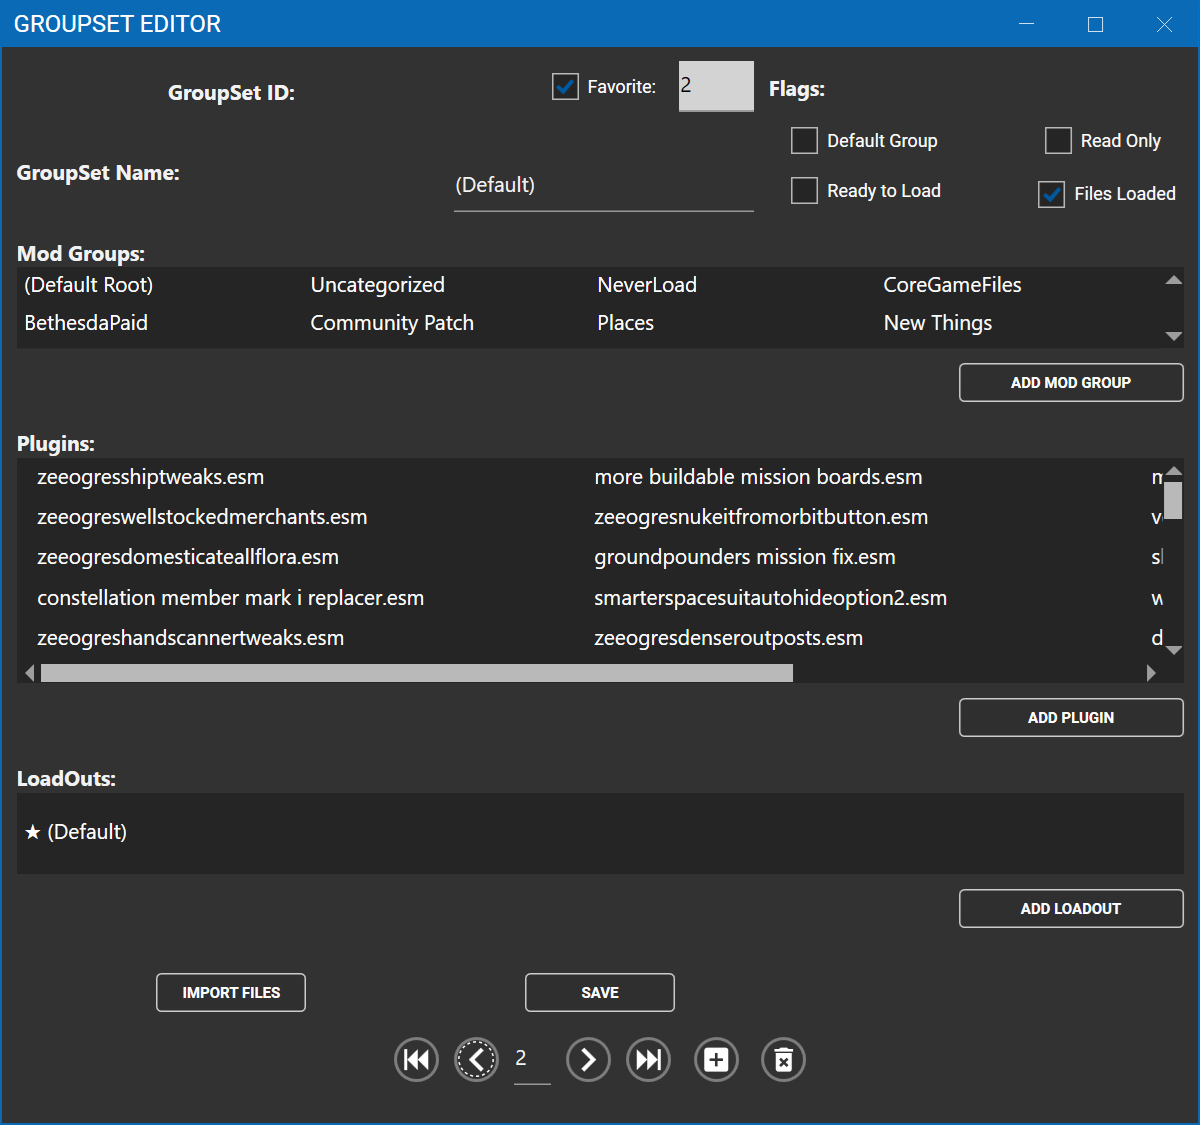 GROUPSET EDITOR
GroupSet ID:
Favorite:
2
Flags:
Default Group
Read Only
GroupSet Name:
(Default)
Ready to Load
Files Loaded
Mod Groups:
(Default Root) Uncategorized NeverLoad CoreGameFiles
BethesdaPaid Community Patch Places New Things
ADD MOD GROUP
Plugins:
zeeogresshiptweaks.esm more buildable mission boards.esm
zeeogreswellstockedmerchants.esm zeeogresnukeitfromorbitbutton.esm
zeeogresdomesticateallflora.esm groundpounders mission fix.esm
constellation member mark i replacer.esm smarterspacesuitautohideoption2.esm
zeeogreshandscannertweaks.esm zeeogresdenseroutposts.esm
ADD PLUGIN
LoadOuts:
★ (Default)
ADD LOADOUT
IMPORT FILES SAVE
2